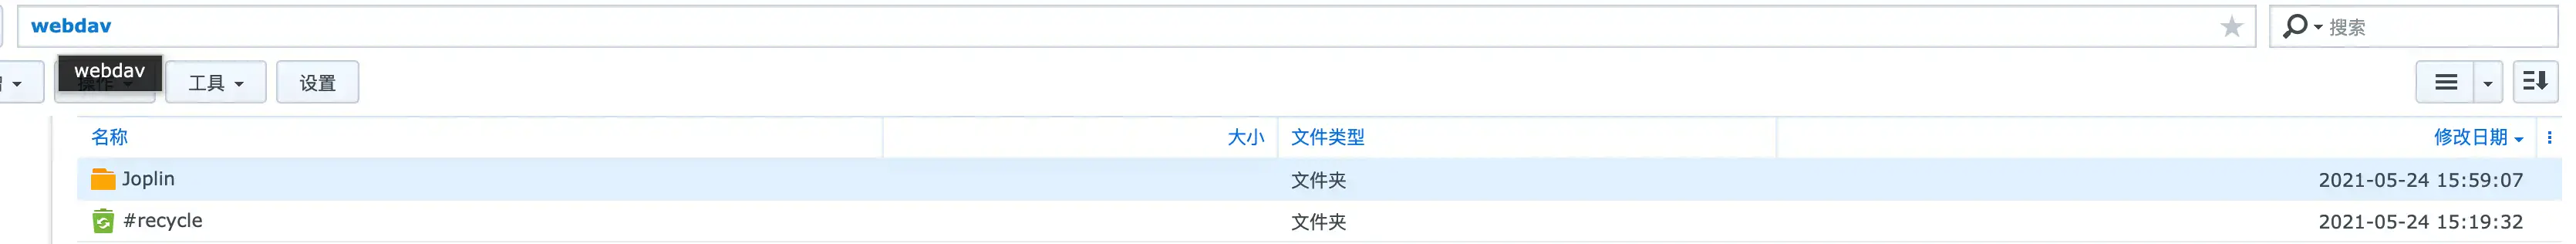 webdav
搜索
webdav
工具
设置
名称
大小
文件类型
修改日期
Joplin
文件夹
2021-05-24 15:59:07
#recycle
文件夹
2021-05-24 15:19:32